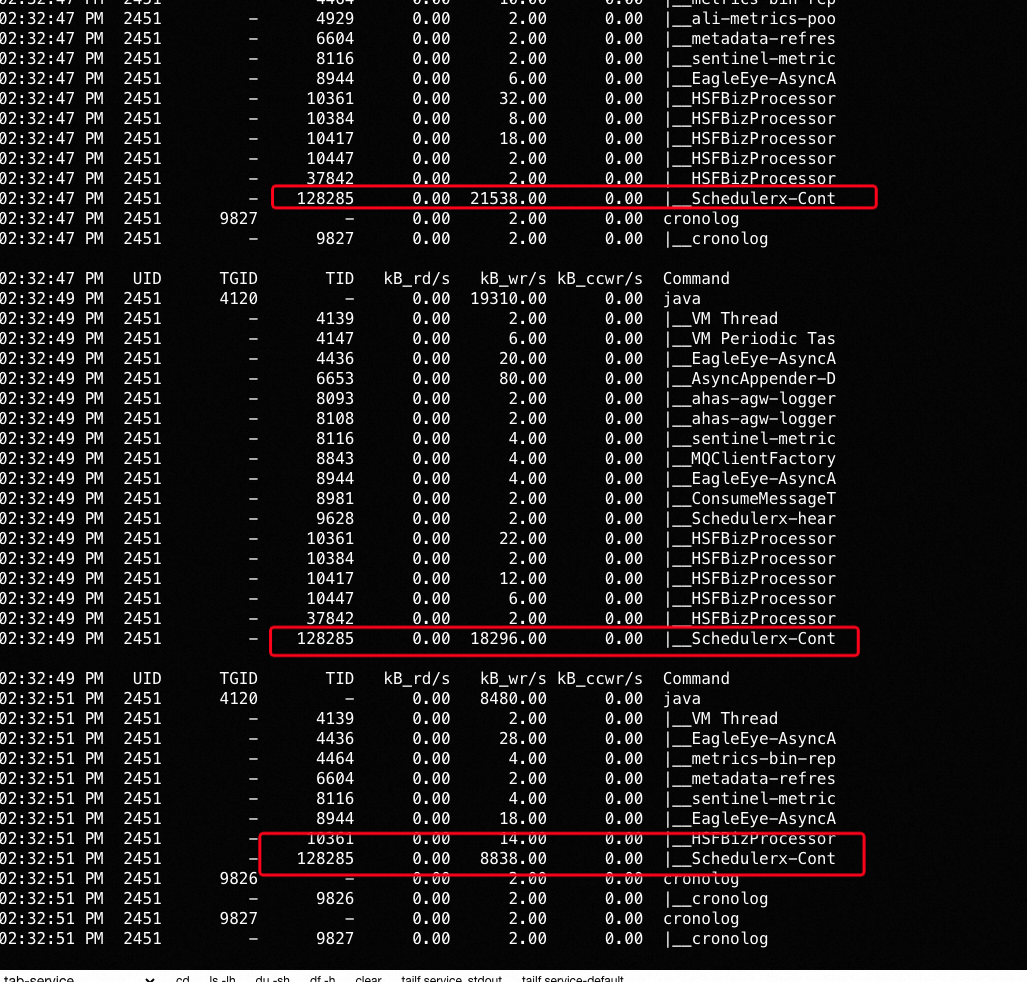 02:32:47 PM 2451 – 4464 10.00 0.00 |__metrics-bin-rep
02:32:47 PM 2451 – 4929 0.00 2.00 0.00 |__ali-metrics-poo
02:32:47 PM 2451 – 6604 0.00 2.00 0.00 |__metadata-refres
02:32:47 PM 2451 – 8116 0.00 2.00 0.00 |__sentinel-metric
02:32:47 PM 2451 – 8944 0.00 6.00 0.00 |__EagleEye-AsyncA
02:32:47 PM 2451 – 10361 0.00 32.00 0.00 |__HSFBizProcessor
02:32:47 PM 2451 – 10384 0.00 8.00 0.00 |__HSFBizProcessor
02:32:47 PM 2451 – 10417 0.00 18.00 0.00 |__HSFBizProcessor
02:32:47 PM 2451 – 10447 0.00 2.00 0.00 |__HSFBizProcessor
02:32:47 PM 2451 – 37842 0.00 2.00 0.00 |__HSFBizProcessor
02:32:47 PM 2451 – 128285 0.00 21538.00 0.00 |__Schedulerx-Cont
02:32:47 PM 2451 9827 – 0.00 2.00 0.00 cronolog
02:32:47 PM 2451 – 9827 0.00 2.00 0.00 |__cronolog
02:32:47 PM UID TGID TID kB_rd/s kB_wr/s kB_ccwr/s Command
02:32:49 PM 2451 4120 – 0.00 19310.00 0.00 java
02:32:49 PM 2451 – 4139 0.00 2.00 0.00 |__VM Thread
02:32:49 PM 2451 – 4147 0.00 6.00 0.00 |__VM Periodic Tas
02:32:49 PM 2451 – 4436 0.00 20.00 0.00 |__EagleEye-AsyncA
02:32:49 PM 2451 – 6653 0.00 80.00 0.00 |__AsyncAppender-D
02:32:49 PM 2451 – 8093 0.00 2.00 0.00 |__ahas-agw-logger
02:32:49 PM 2451 – 8108 0.00 2.00 0.00 |__ahas-agw-logger
02:32:49 PM 2451 – 8116 0.00 4.00 0.00 |__sentinel-metric
02:32:49 PM 2451 – 8843 0.00 4.00 0.00 |__MQClientFactory
02:32:49 PM 2451 – 8944 0.00 4.00 0.00 |__EagleEye-AsyncA
02:32:49 PM 2451 – 8981 0.00 2.00 0.00 |__ConsumeMessageT
02:32:49 PM 2451 – 9628 0.00 2.00 0.00 |__Schedulerx-hear
02:32:49 PM 2451 – 10361 0.00 22.00 0.00 |__HSFBizProcessor
02:32:49 PM 2451 – 10384 0.00 2.00 0.00 |__HSFBizProcessor
02:32:49 PM 2451 – 10417 0.00 12.00 0.00 |__HSFBizProcessor
02:32:49 PM 2451 – 10447 0.00 6.00 0.00 |__HSFBizProcessor
02:32:49 PM 2451 – 37842 0.00 2.00 0.00 |__HSFBizProcessor
02:32:49 PM 2451 – 128285 0.00 18296.00 0.00 |__Schedulerx-Cont
02:32:49 PM UID TGID TID kB_rd/s kB_wr/s kB_ccwr/s Command
02:32:51 PM 2451 4120 – 0.00 8480.00 0.00 java
02:32:51 PM 2451 – 4139 0.00 2.00 0.00 |__VM Thread
02:32:51 PM 2451 – 4436 0.00 28.00 0.00 |__EagleEye-AsyncA
02:32:51 PM 2451 – 4464 0.00 4.00 0.00 |__metrics-bin-rep
02:32:51 PM 2451 – 6604 0.00 2.00 0.00 |__metadata-refres
02:32:51 PM 2451 – 8116 0.00 4.00 0.00 |__sentinel-metric
02:32:51 PM 2451 – 8944 0.00 18.00 0.00 |__EagleEye-AsyncA
02:32:51 PM 2451 – 10361 0.00 14.00 0.00 |__HSFBizProcessor
02:32:51 PM 2451 – 128285 0.00 8838.00 0.00 |__Schedulerx-Cont
02:32:51 PM 2451 9826 – 0.00 2.00 0.00 cronolog
02:32:51 PM 2451 – 9826 0.00 2.00 0.00 |__cronolog
02:32:51 PM 2451 9827 – 0.00 2.00 0.00 cronolog
02:32:51 PM 2451 – 9827 0.00 2.00 0.00 |__cronolog
tab-service cd ls -lh du -sh df -h clear tailf service_stdout tailf service-default